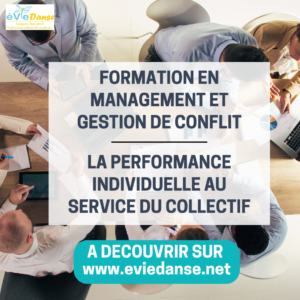 éVIeDanse
FORMATION EN
MANAGEMENT ET
GESTION DE CONFLIT
LA PERFORMANCE
INDIVIDUELLE AU
SERVICE DU COLLECTIF
A DECOUVRIR SUR
www.eviedanse.net